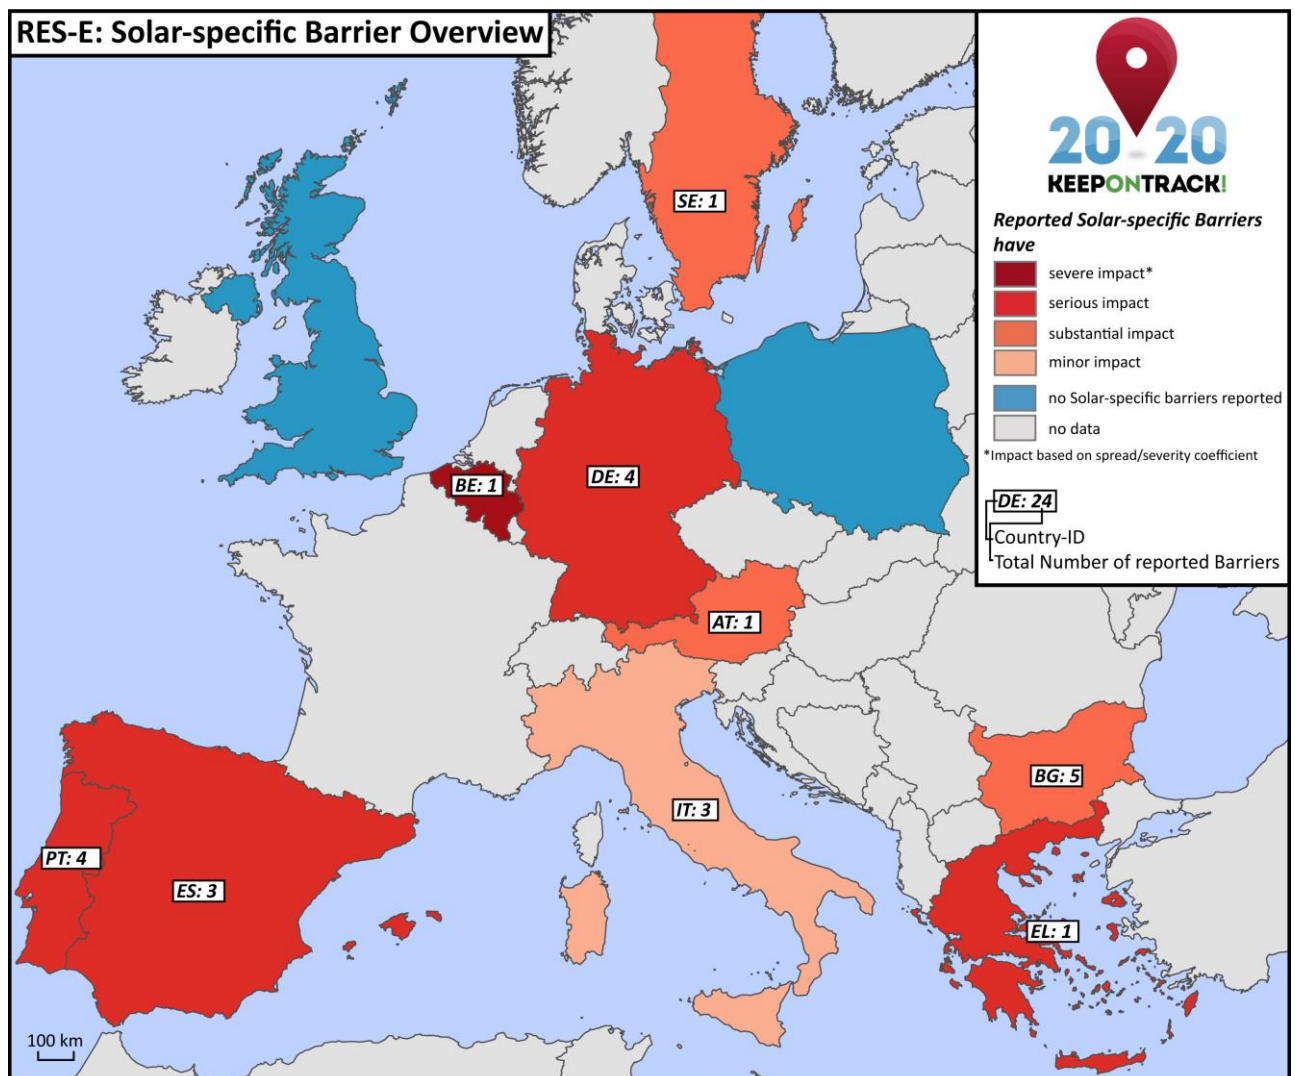 RES-E: Solar-specific Barrier Overview
20 20
KEEPONTRACK!
Reported Solar-specific Barriers
have
severe impact*
serious impact
substantial impact
minor impact
no Solar-specific barriers reported
no data
*Impact based on spread/severity coefficient
DE: 24
Country-ID
Total Number of reported Barriers
SE: 1
BE: 1
DE: 4
AT: 1
BG: 5
IT: 3
PT: 4
ES: 3
EL: 1
100 km